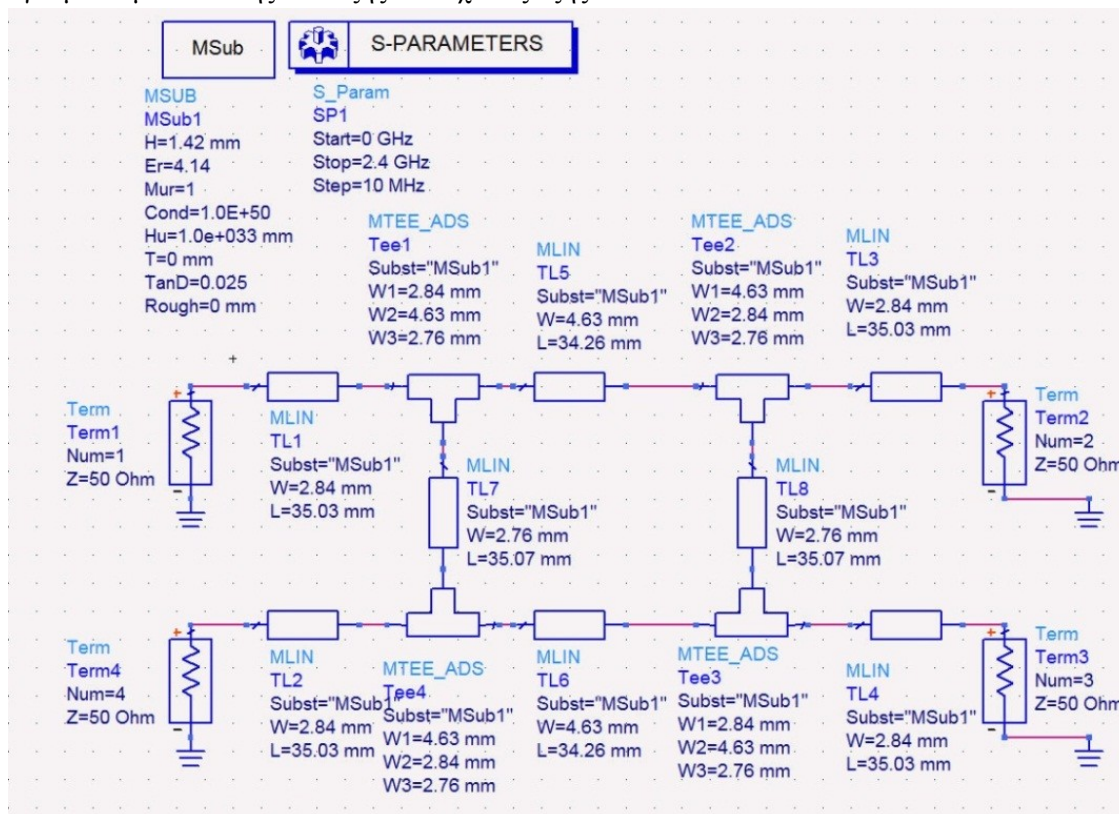 MSub
S-PARAMETERS
MSUB
MSub1
H=1.42 mm
Er=4.14
Mur=1
Cond=1.0E+50
Hu=1.0e+033 mm
T=0 mm
TanD=0.025
Rough=0 mm
S_Param
SP1
Start=0 GHz
Stop=2.4 GHz
Step=10 MHz
MTEE_ADS
Tee1
Subst="MSub1"
W1=2.84 mm
W2=4.63 mm
W3=2.76 mm
MLIN
TL5
Subst="MSub1"
W=4.63 mm
L=34.26 mm
MTEE_ADS
Tee2
Subst="MSub1"
W1=4.63 mm
W2=2.84 mm
W3=2.76 mm
MLIN
TL3
Subst="MSub1"
W=2.84 mm
L=35.03 mm
Term
Term1
Num=1
Z=50 Ohm
MLIN
TL1
Subst="MSub1"
W=2.84 mm
L=35.03 mm
MLIN
TL7
Subst="MSub1"
W=2.76 mm
L=35.07 mm
MLIN
TL8
Subst="MSub1"
W=2.76 mm
L=35.07 mm
Term
Term2
Num=2
Z=50 Ohm
Term
Term4
Num=4
Z=50 Ohm
MLIN
TL2
Subst="MSub1"
W=2.84 mm
L=35.03 mm
MTEE_ADS
Tee4
Subst="MSub1"
W1=4.63 mm
W2=2.84 mm
W3=2.76 mm
MLIN
TL6
Subst="MSub1"
W=4.63 mm
L=34.26 mm
MTEE_ADS
Tee3
Subst="MSub1"
W1=2.84 mm
W2=4.63 mm
W3=2.76 mm
MLIN
TL4
Subst="MSub1"
W=2.84 mm
L=35.03 mm
Term
Term3
Num=3
Z=50 Ohm